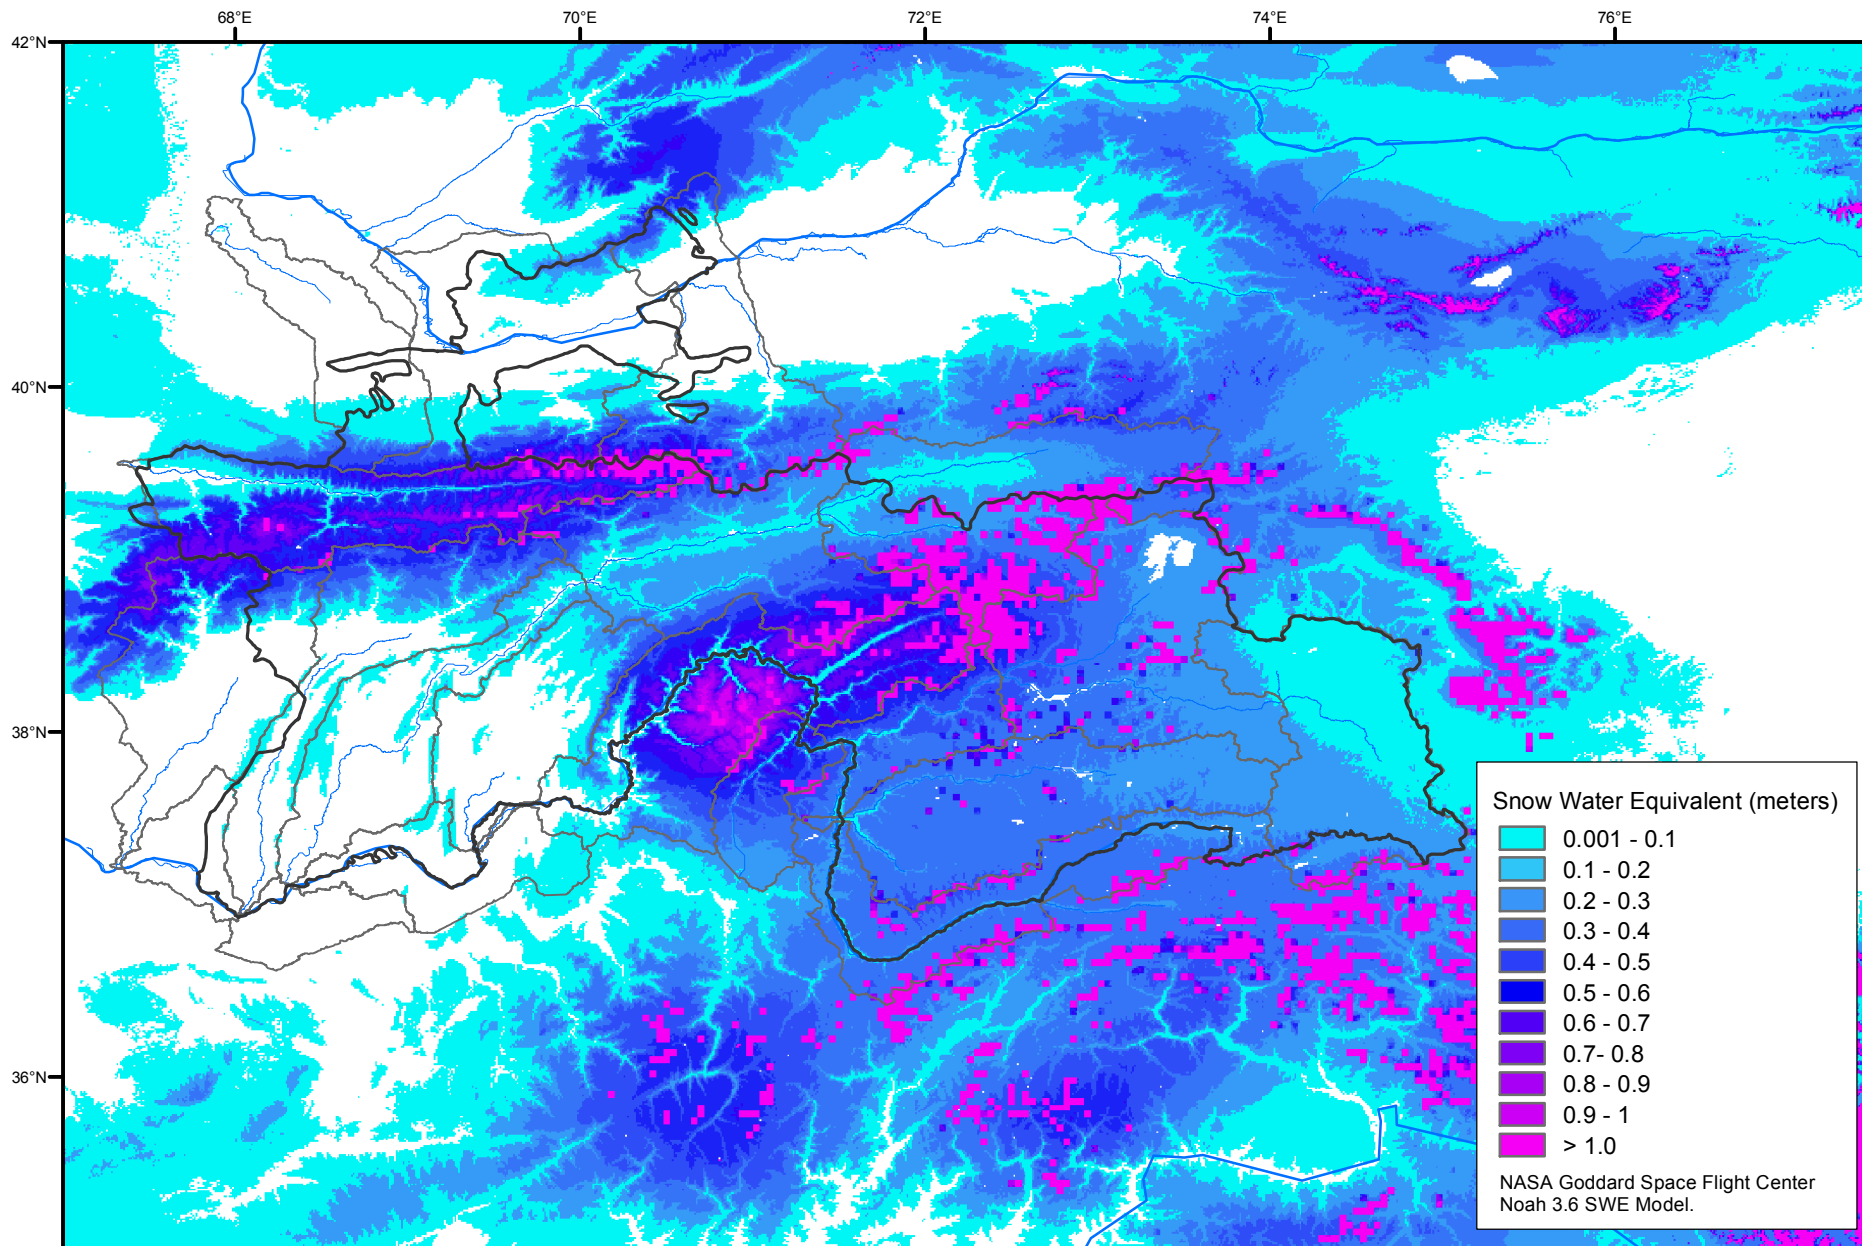 68°E 70°E 72°E 74°E 76°E
42°N
40°N
38°N
36°N
Snow Water Equivalent (meters)
0.001 - 0.1
0.1 - 0.2
0.2 - 0.3
0.3 - 0.4
0.4 - 0.5
0.5 - 0.6
0.6 - 0.7
0.7- 0.8
0.8 - 0.9
0.9 - 1
> 1.0
NASA Goddard Space Flight Center
Noah 3.6 SWE Model.